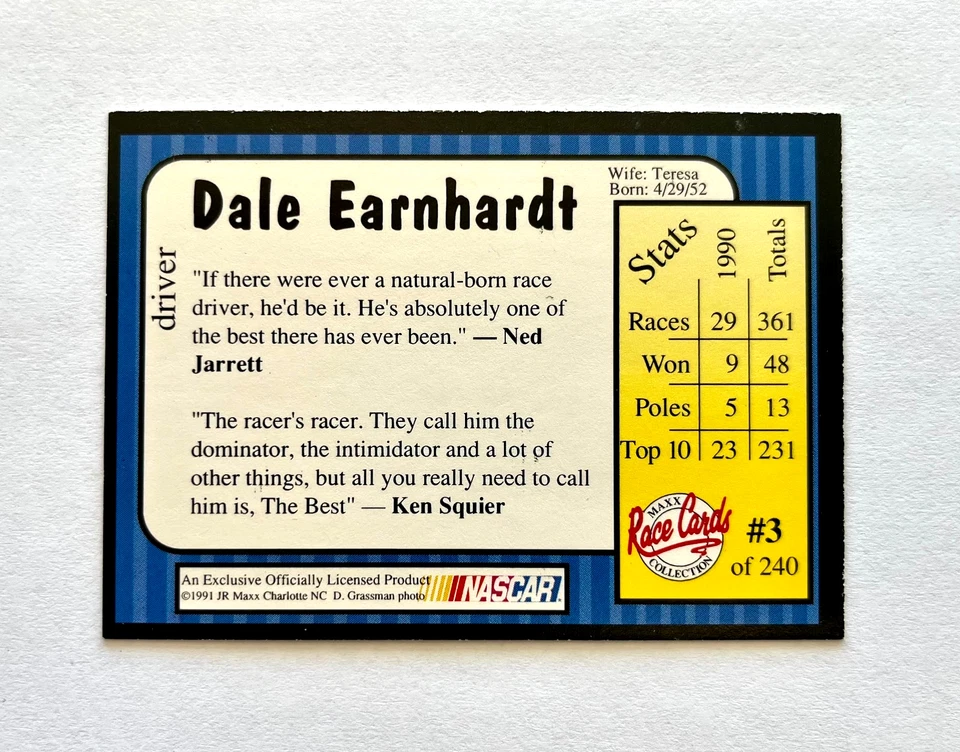 Dale Earnhardt
Wife: Teresa
Born: 4/29/52
driver
"If there were ever a natural-born race
driver, he'd be it. He's absolutely one of
the best there has ever been." — Ned
Jarrett
"The racer's racer. They call him the
dominator, the intimidator and a lot of
other things, but all you really need to call
him is, The Best" — Ken Squier
Stats 1990 Totals
Races 29 361
Won 9 48
Poles 5 13
Top 10 23 231
MAXX
Race Cards
COLLECTION
#3
of 240
An Exclusive Officially Licensed Product
©1991 JR Maxx Charlotte NC D. Grassman photo
NASCAR.